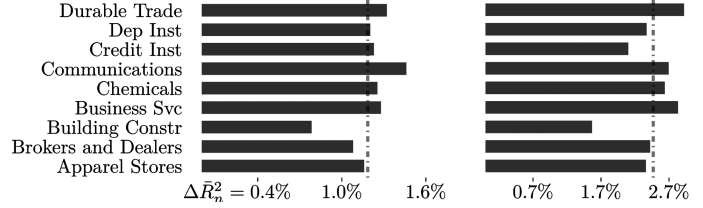 Durable Trade
Dep Inst
Credit Inst
Communications
Chemicals
Business Svc
Building Constr
Brokers and Dealers
Apparel Stores
ΔR̄²ₙ = 0.4% 1.0% 1.6% 0.7% 1.7% 2.7%